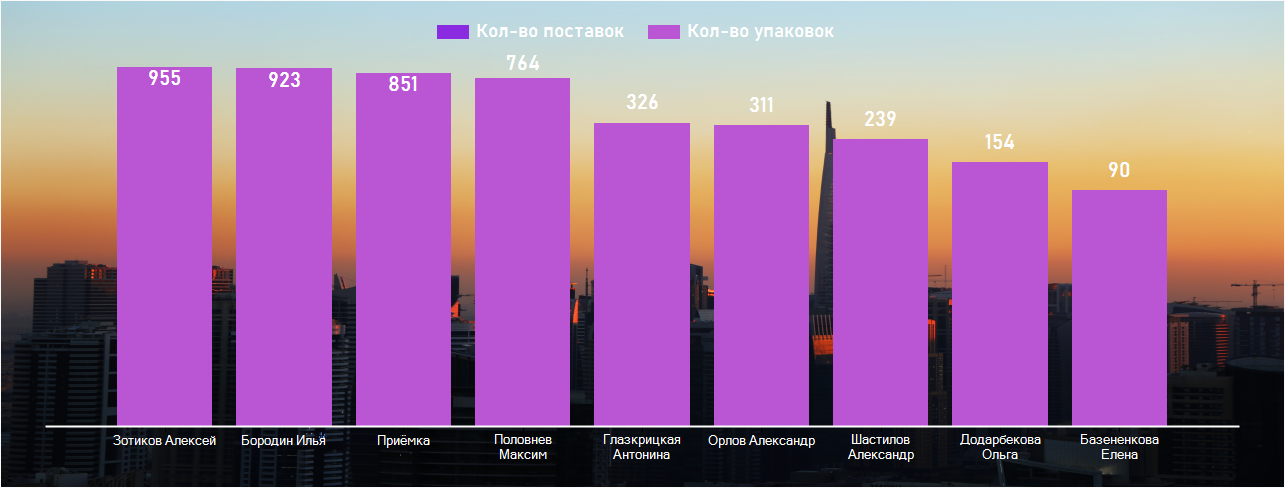 Кол-во поставок Кол-во упаковок
955 923 851 764 326 311 239 154 90
Зотиков Алексей Бородин Илья Приёмка Половнев Максим Глазкрицкая Антонина Орлов Александр Шастилов Александр Додарбекова Ольга Базененкова Елена